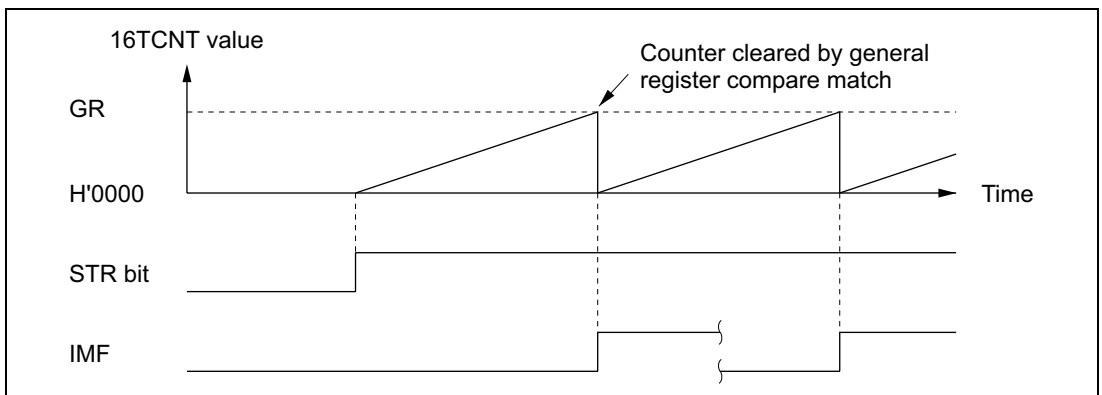 16TCNT value
Counter cleared by general
register compare match
GR
H'0000
Time
STR bit
IMF